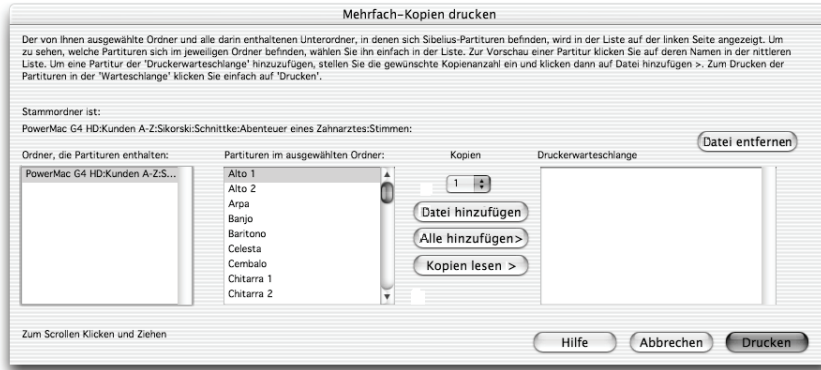 Mehrfach-Kopien drucken
Der von Ihnen ausgewählte Ordner und alle darin enthaltenen Unterordner, in denen sich Sibelius-Partituren befinden, wird in der Liste auf der linken Seite angezeigt. Um
zu sehen, welche Partituren sich im jeweiligen Ordner befinden, wählen Sie ihn einfach in der Liste. Zur Vorschau einer Partitur klicken Sie auf deren Namen in der nittleren
Liste. Um eine Partitur der 'Druckerwarteschlange' hinzuzufügen, stellen Sie die gewünschte Kopienanzahl ein und klicken dann auf Datei hinzufügen >. Zum Drucken der
Partituren in der 'Warteschlange' klicken Sie einfach auf 'Drucken'.
Stammordner ist:
PowerMac G4 HD:Kunden A-Z:Sikorski:Schnittke:Abenteuer eines Zahnarztes:Stimmen:
Datei entfernen
Ordner, die Partituren enthalten:
Partituren im ausgewählten Ordner:
Kopien
Druckerwarteschlange
PowerMac G4 HD:Kunden A-Z:S...
Alto 1
Alto 2
Arpa
Banjo
Baritono
Celesta
Cembalo
Chitarra 1
Chitarra 2
1
Datei hinzufügen
Alle hinzufügen>
Kopien lesen >
Zum Scrollen Klicken und Ziehen
Hilfe
Abbrechen
Drucken